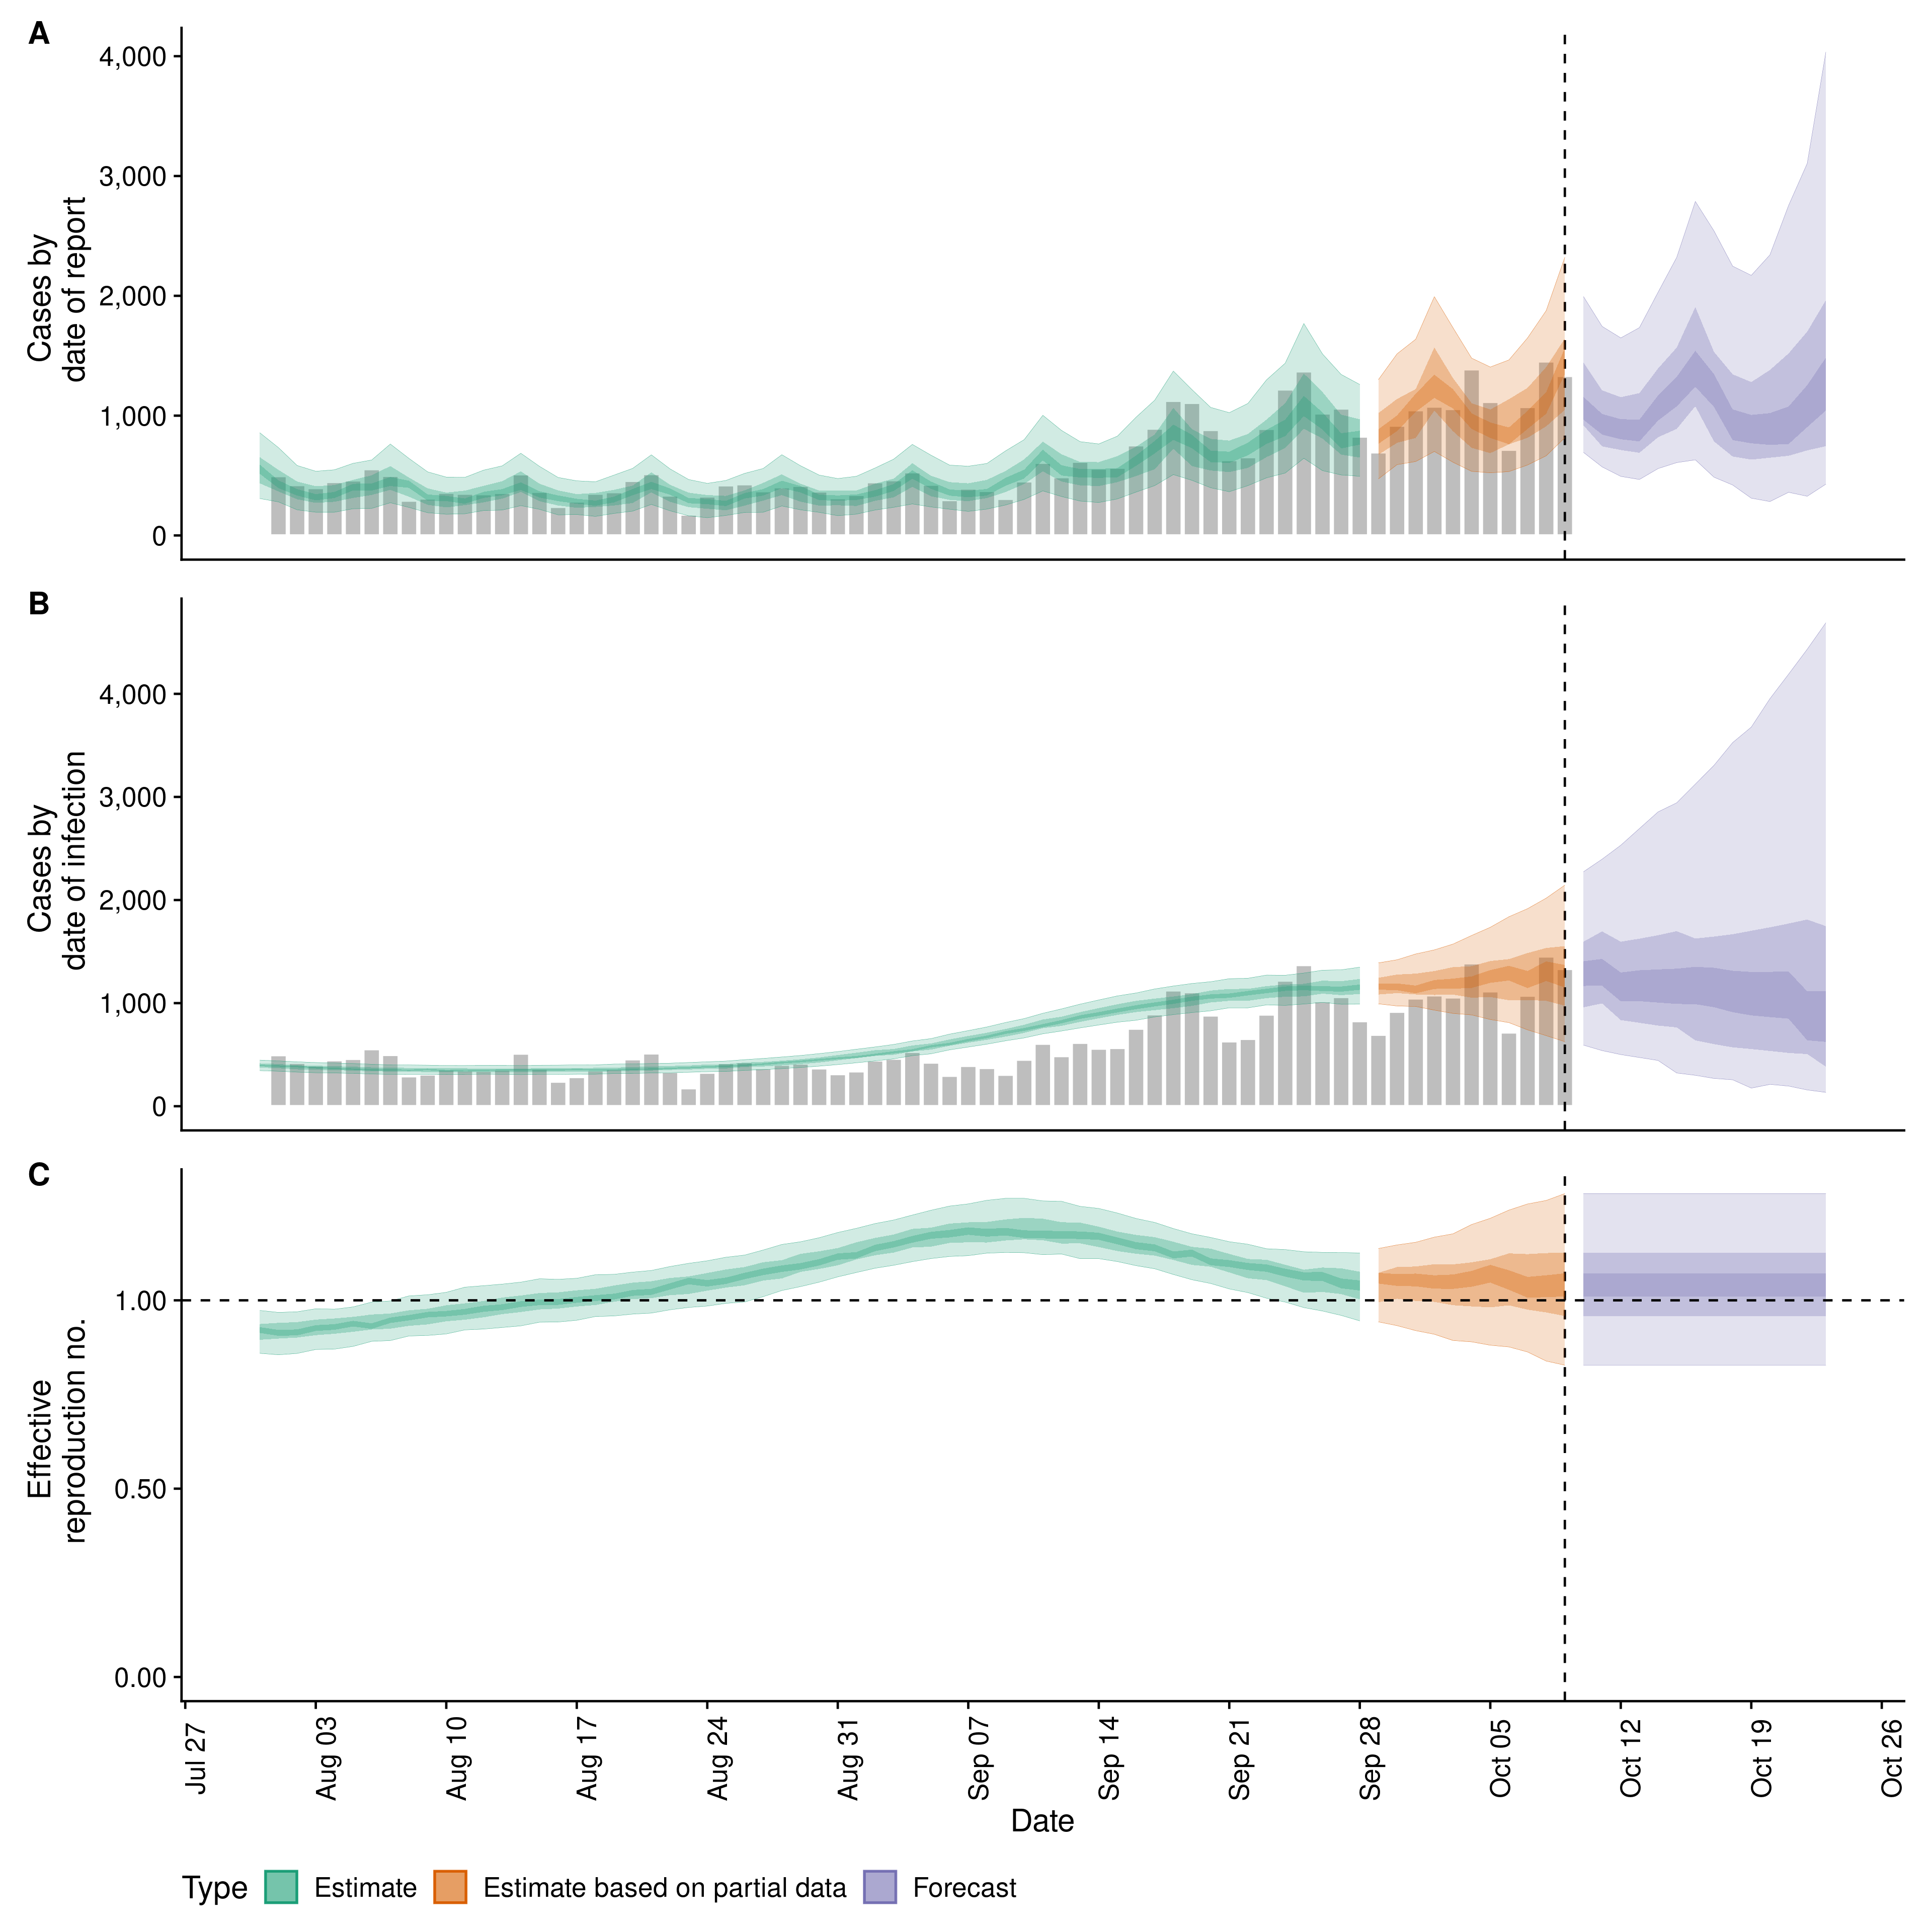 A
Cases by
date of report
4,000
3,000
2,000
1,000
0
B
Cases by
date of infection
4,000
3,000
2,000
1,000
0
C
Effective
reproduction no.
1.00
0.50
0.00
Jul 27
Aug 03
Aug 10
Aug 17
Aug 24
Aug 31
Sep 07
Sep 14
Sep 21
Sep 28
Oct 05
Oct 12
Oct 19
Oct 26
Date
Type Estimate Estimate based on partial data Forecast